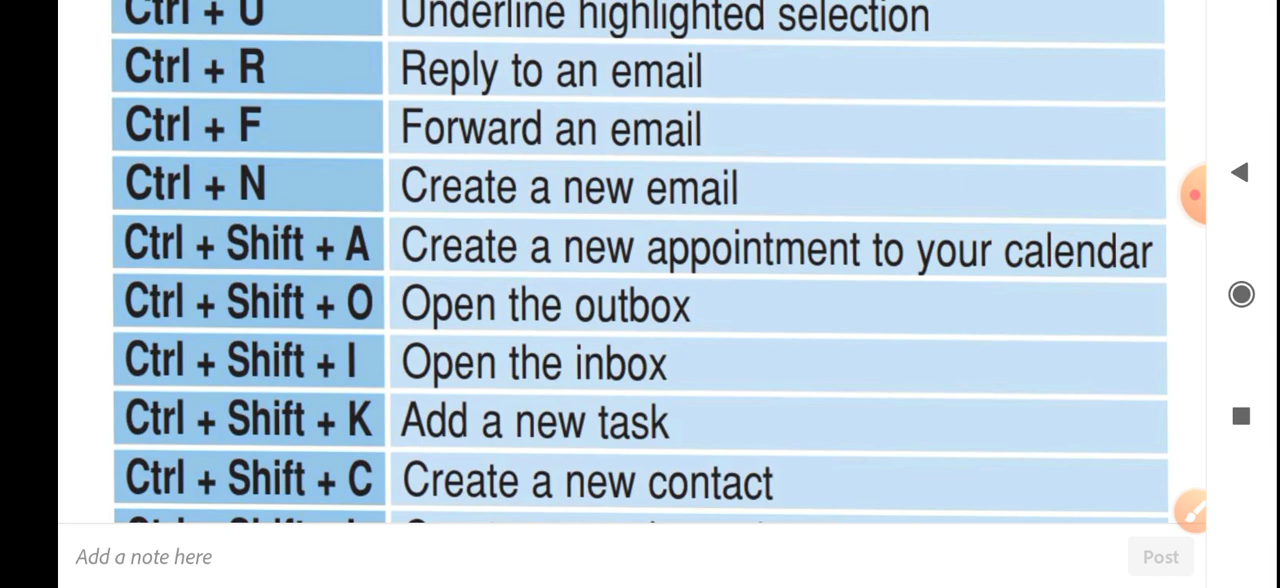 Ctrl + U Underline highlighted selection
Ctrl + R Reply to an email
Ctrl + F Forward an email
Ctrl + N Create a new email
Ctrl + Shift + A Create a new appointment to your calendar
Ctrl + Shift + O Open the outbox
Ctrl + Shift + I Open the inbox
Ctrl + Shift + K Add a new task
Ctrl + Shift + C Create a new contact
Add a note here Post